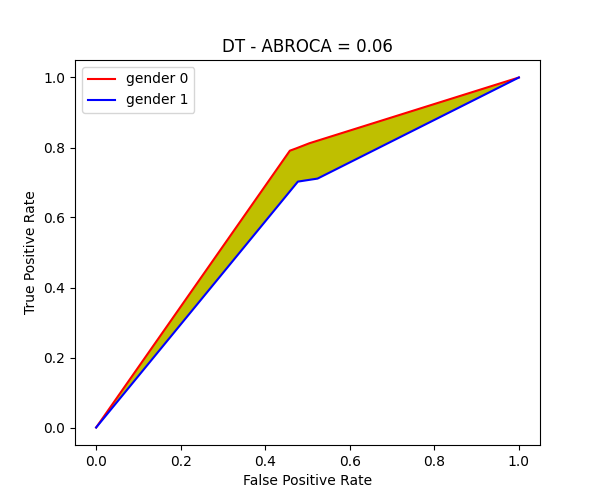 DT - ABROCA = 0.06
gender 0
gender 1
1.0
0.8
0.6
0.4
0.2
0.0
True Positive Rate
0.0 0.2 0.4 0.6 0.8 1.0
False Positive Rate